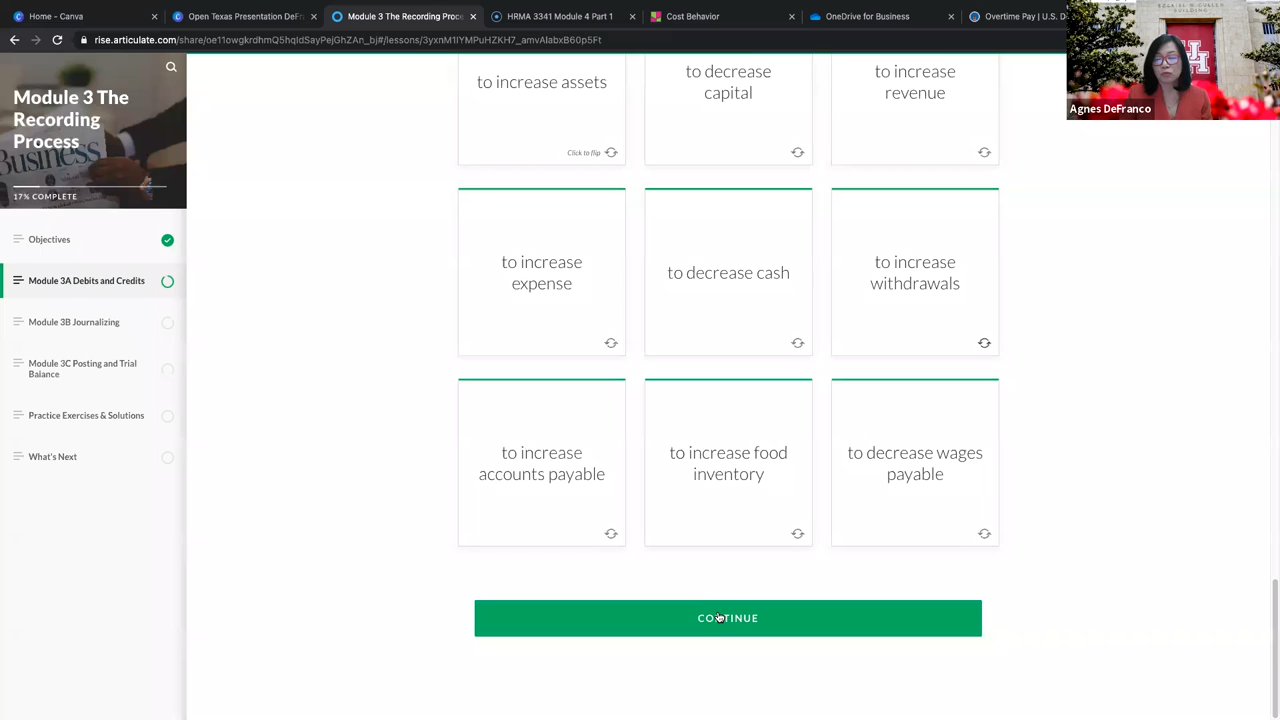 Home - Canva
Open Texas Presentation DeFr
Module 3 The Recording Proce
HRMA 3341 Module 4 Part 1
Cost Behavior
OneDrive for Business
Overtime Pay | U.S. D
rise.articulate.com/share/oe11owgkrdhmQ5hqIdSayPejGhZAn_bj#/lessons/3yxnM1IYMPuHZKH7_amvAIabxB60p5Ft
Agnes DeFranco
Module 3 The
Recording
Process
17% COMPLETE
Objectives
Module 3A Debits and Credits
Module 3B Journalizing
Module 3C Posting and Trial
Balance
Practice Exercises & Solutions
What's Next
to increase assets
Click to flip
to decrease
capital
to increase
revenue
to increase
expense
to decrease cash
to increase
withdrawals
to increase
accounts payable
to increase food
inventory
to decrease wages
payable
CONTINUE